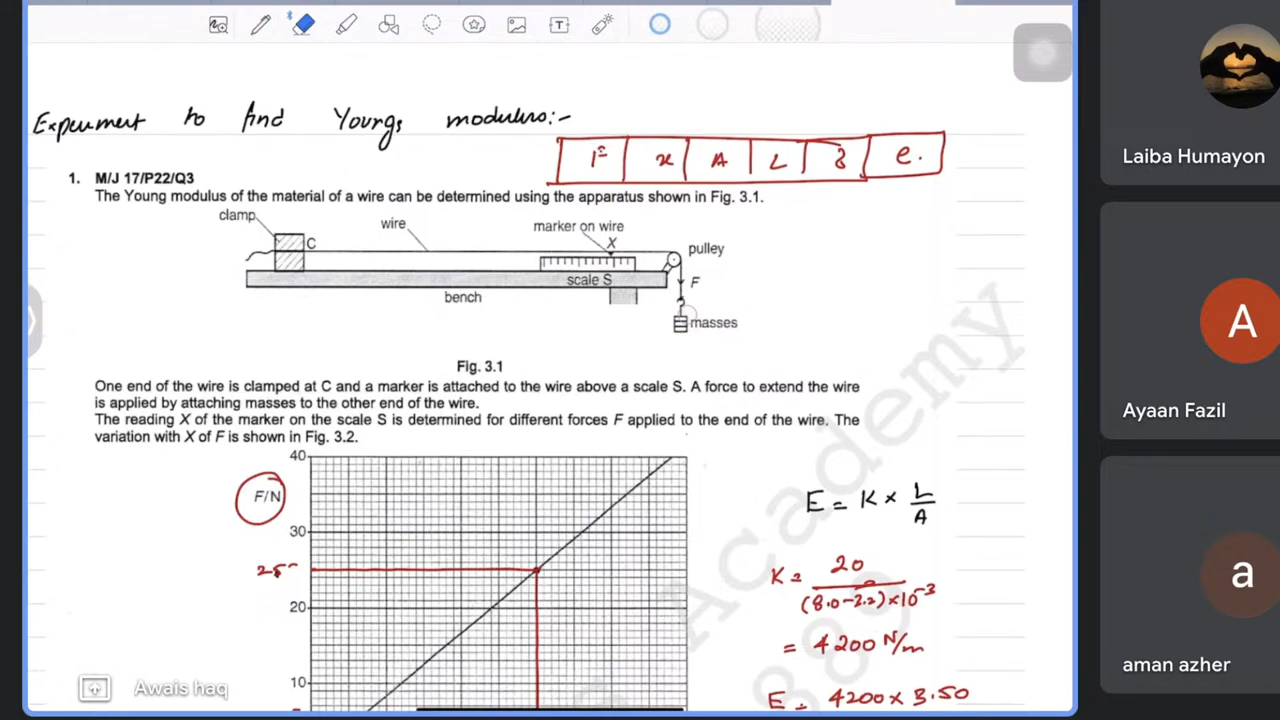 Experiment to find Youngs modulus:-
F x A L e.
1. M/J 17/P22/Q3
The Young modulus of the material of a wire can be determined using the apparatus shown in Fig. 3.1.
clamp
C
wire
marker on wire
X
pulley
F
scale S
bench
masses
Fig. 3.1
One end of the wire is clamped at C and a marker is attached to the wire above a scale S. A force to extend the wire
is applied by attaching masses to the other end of the wire.
The reading X of the marker on the scale S is determined for different forces F applied to the end of the wire. The
variation with X of F is shown in Fig. 3.2.
40
F/N
30
25
20
10
E = K × L/A
K = 20/(8.0-3.2)×10⁻³
= 4200 N/m
E = 4200 × 3.50
Academy
889
T
Awais haq
Laiba Humayon
A
Ayaan Fazil
a
aman azher